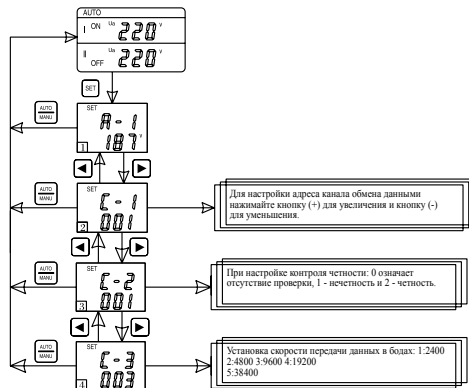 AUTO
I ON Ua 220 V
II OFF Ua 220 V
SET
AUTO MANU
SET
A-1
187 V
1
AUTO MANU
SET
C-1
001
2
Для настройки адреса канала обмена данными
нажимайте кнопку (+) для увеличения и кнопку (-)
для уменьшения.
AUTO MANU
SET
C-2
001
3
При настройке контроля четности: 0 означает
отсутствие проверки, 1 - нечетность и 2 - четность.
AUTO MANU
SET
C-3
003
4
Установка скорости передачи данных в бодах: 1:2400
2:4800 3:9600 4:19200
5:38400